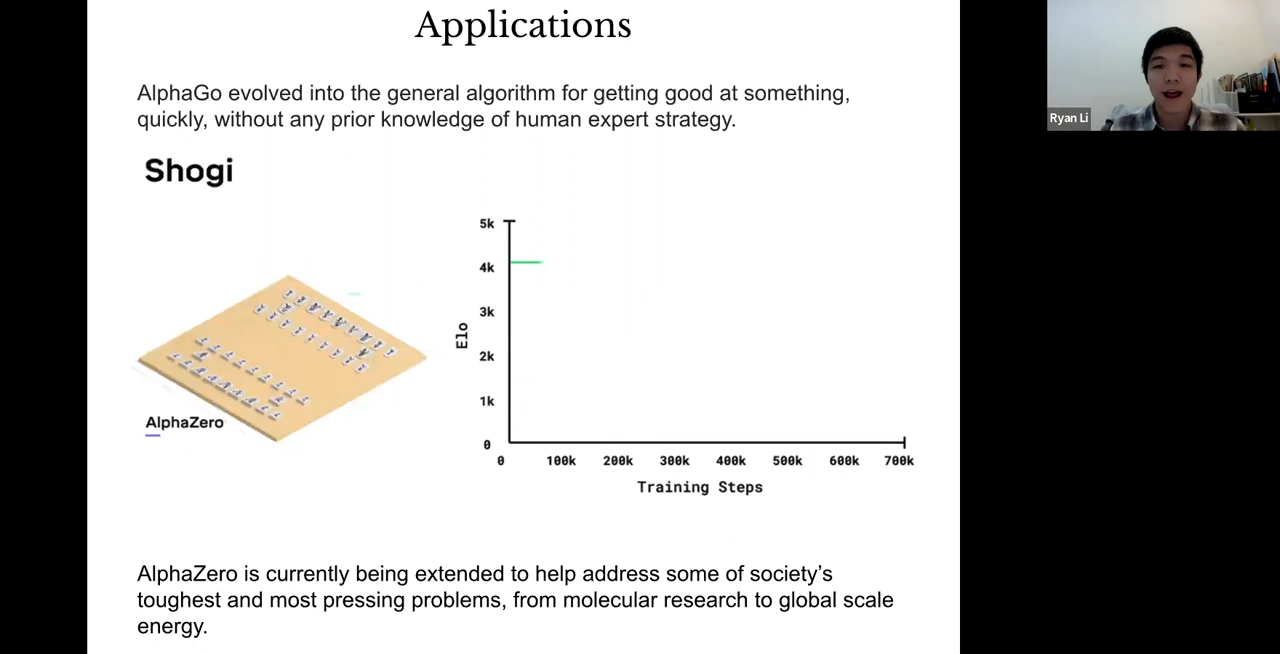 Applications
AlphaGo evolved into the general algorithm for getting good at something,
quickly, without any prior knowledge of human expert strategy.
Shogi
AlphaZero
Elo
5k
4k
3k
2k
1k
0
0 100k 200k 300k 400k 500k 600k 700k
Training Steps
AlphaZero is currently being extended to help address some of society’s
toughest and most pressing problems, from molecular research to global scale
energy.
Ryan Li